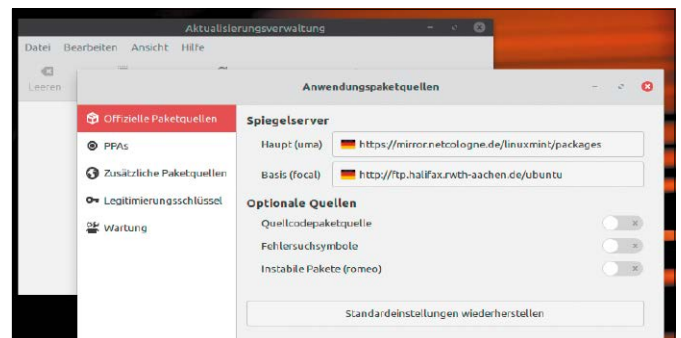 Aktualisierungsverwaltung
Datei Bearbeiten Ansicht Hilfe
Leeren
Anwendungspaketquellen
Offizielle Paketquellen
PPAs
Zusätzliche Paketquellen
Legitimierungsschlüssel
Wartung
Spiegelserver
Haupt (uma) https://mirror.netcologne.de/linuxmint/packages
Basis (focal) http://ftp.halifax.rwth-aachen.de/ubuntu
Optionale Quellen
Quellcodepaketquelle
Fehlersuchsymbole
Instabile Pakete (romeo)
Standardeinstellungen wiederherstellen